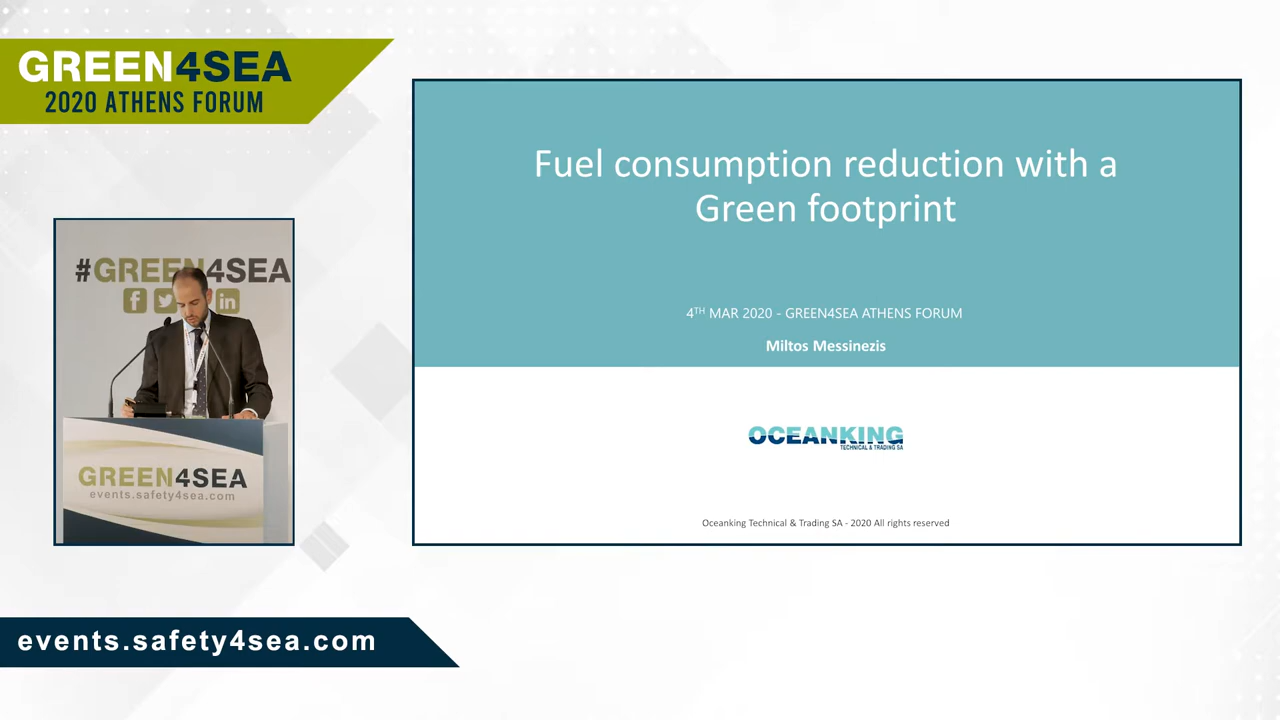 GREEN4SEA
2020 ATHENS FORUM
#GREEN4SEA
GREEN4SEA
events.safety4sea.com
Fuel consumption reduction with a
Green footprint
4TH MAR 2020 - GREEN4SEA ATHENS FORUM
Miltos Messinezis
OCEANKING
TECHNICAL & TRADING SA
Oceanking Technical & Trading SA - 2020 All rights reserved
events.safety4sea.com